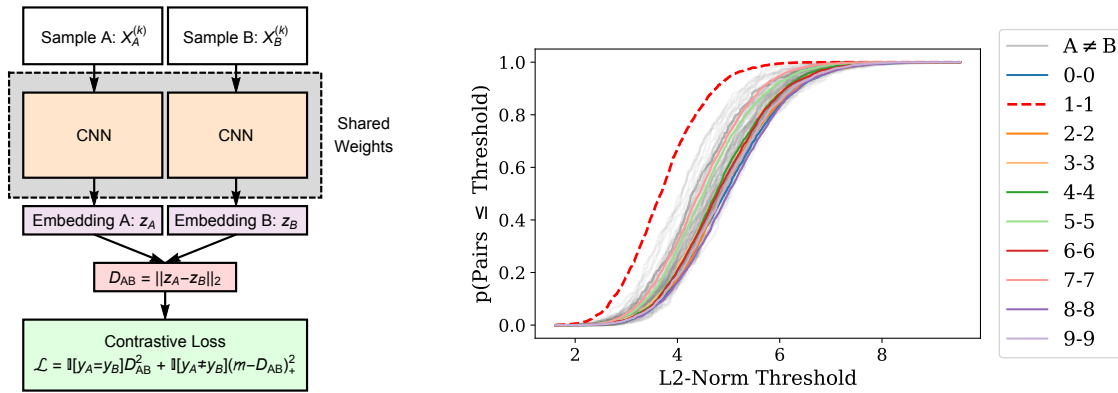 Sample A: X_A^(k)
Sample B: X_B^(k)
CNN
CNN
Shared
Weights
Embedding A: z_A
Embedding B: z_B
D_AB = ||z_A−z_B||_2
Contrastive Loss
ℒ = 𝕀[y_A=y_B]D_AB^2 + 𝕀[y_A≠y_B](m−D_AB)_+^2
p(Pairs ≤ Threshold)
1.0
0.8
0.6
0.4
0.2
0.0
2
4
6
8
L2-Norm Threshold
A ≠ B
0-0
1-1
2-2
3-3
4-4
5-5
6-6
7-7
8-8
9-9